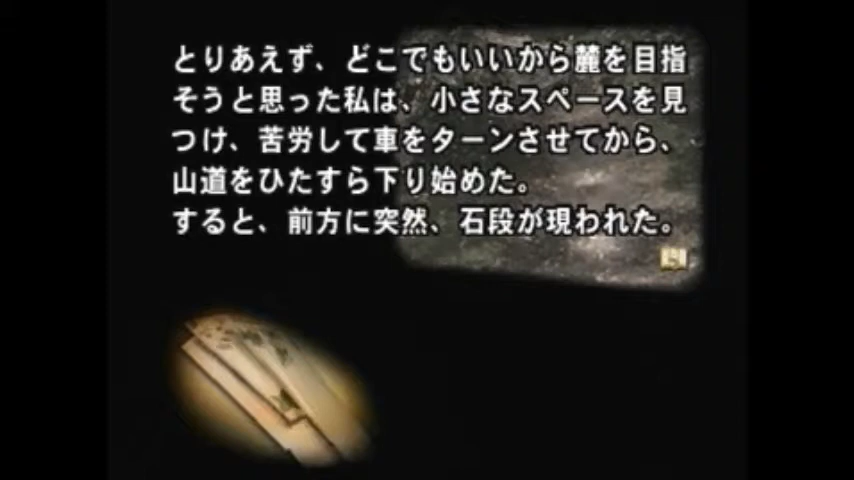 とりあえず、どこでもいいから麓を目指
そうと思った私は、小さなスペースを見
つけ、苦労して車をターンさせてから、
山道をひたすら下り始めた。
すると、前方に突然、石段が現われた。